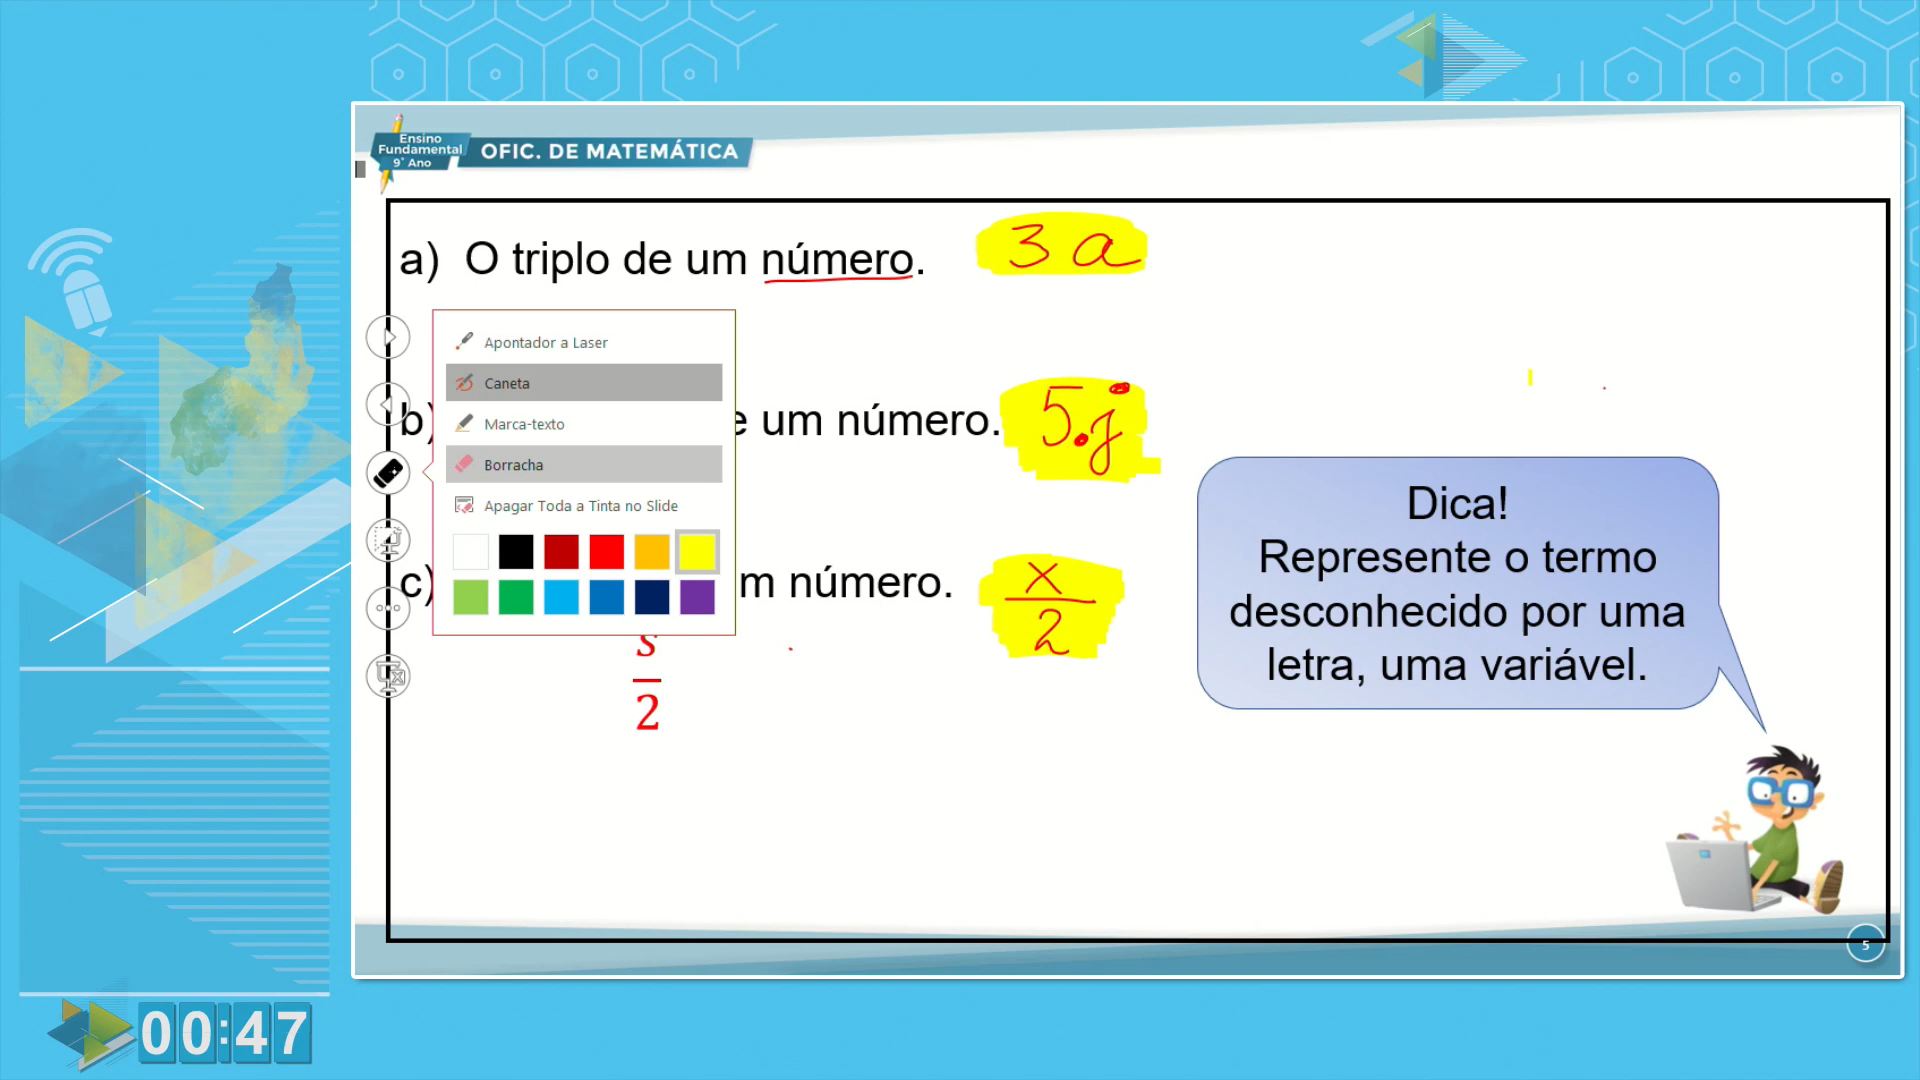 Ensino
Fundamental
9° Ano
OFIC. DE MATEMÁTICA
a) O triplo de um número. 3a
Apontador a Laser
Caneta
Marca-texto
Borracha
Apagar Toda a Tinta no Slide
b) e um número. 5.j
c) m número. x
2
s
2
Dica!
Represente o termo
desconhecido por uma
letra, uma variável.
5
00:47